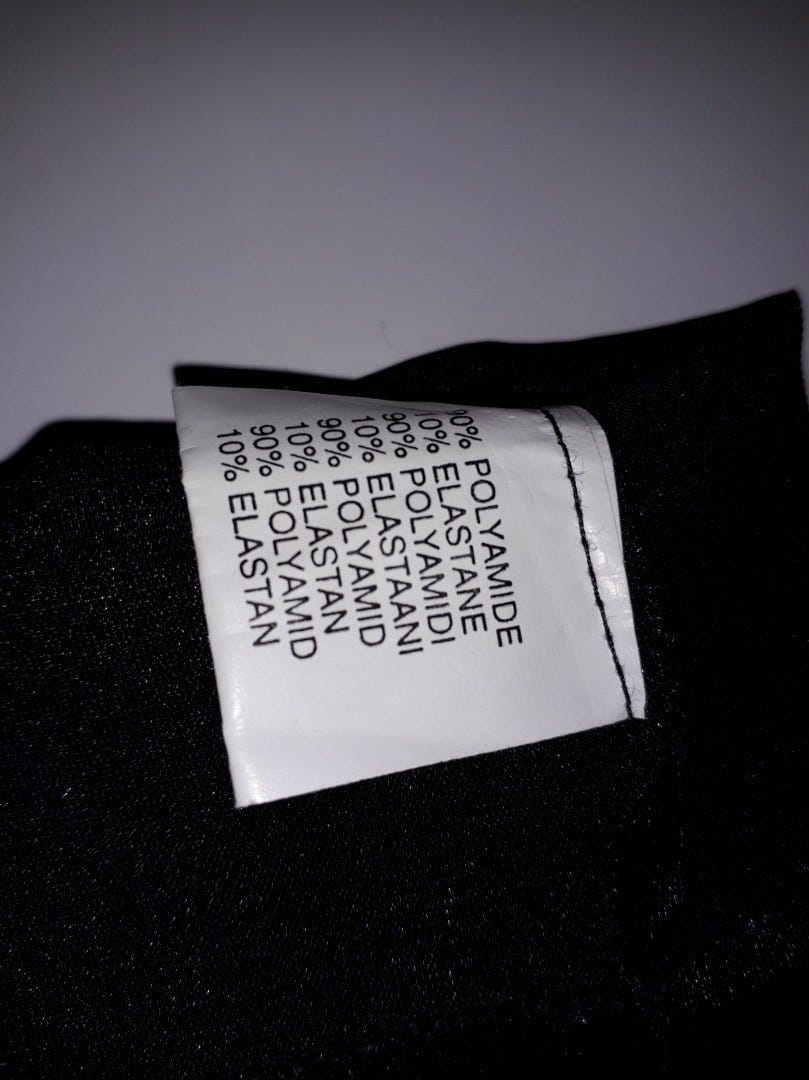 90% POLYAMIDE
10% ELASTANE
90% POLYAMIDI
10% ELASTAANI
90% POLYAMID
10% ELASTAN
90% POLYAMID
10% ELASTAN